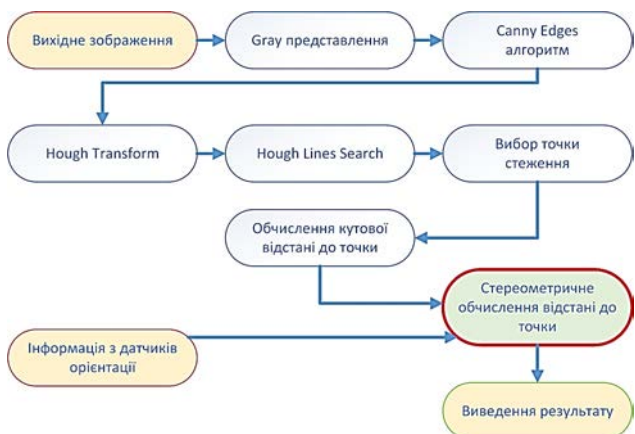 Вихідне зображення
Gray представлення
Canny Edges
алгоритм
Hough Transform
Hough Lines Search
Вибор точки
стеження
Обчислення кутової
відстані до точки
Стереометричне
обчислення відстані до
точки
Інформація з датчиків
орієнтації
Виведення результату